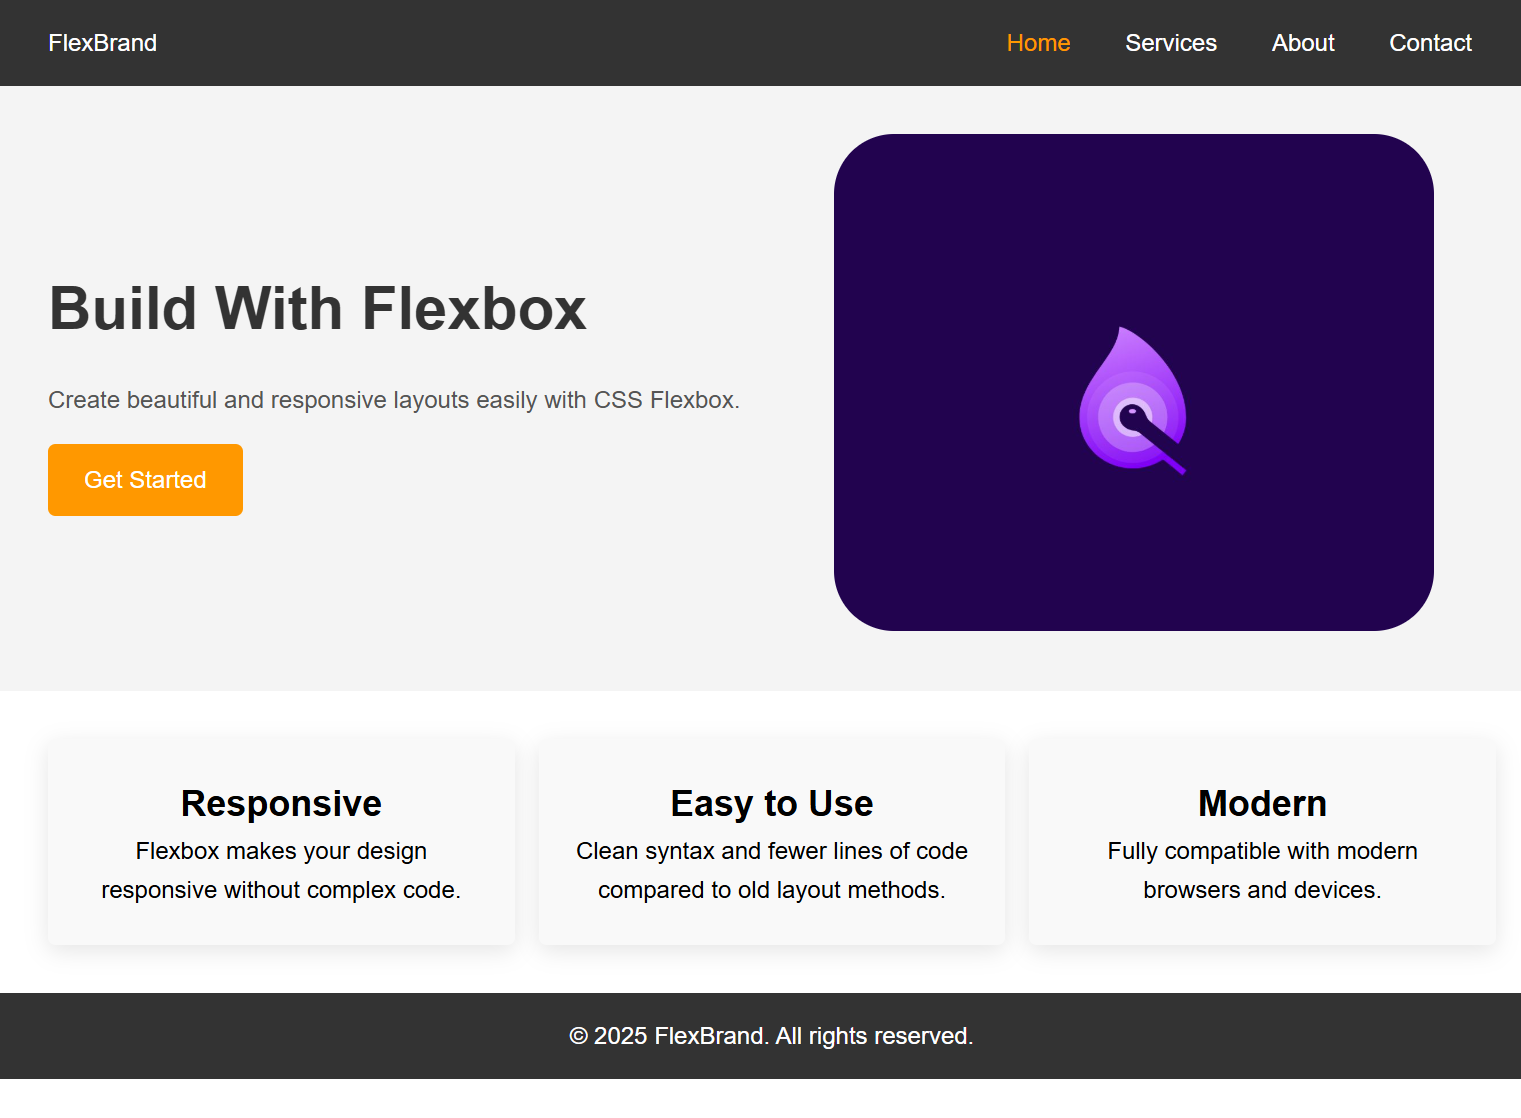 FlexBrand
Home Services About Contact
Build With Flexbox
Create beautiful and responsive layouts easily with CSS Flexbox.
Get Started
Responsive
Flexbox makes your design
responsive without complex code.
Easy to Use
Clean syntax and fewer lines of code
compared to old layout methods.
Modern
Fully compatible with modern
browsers and devices.
© 2025 FlexBrand. All rights reserved.